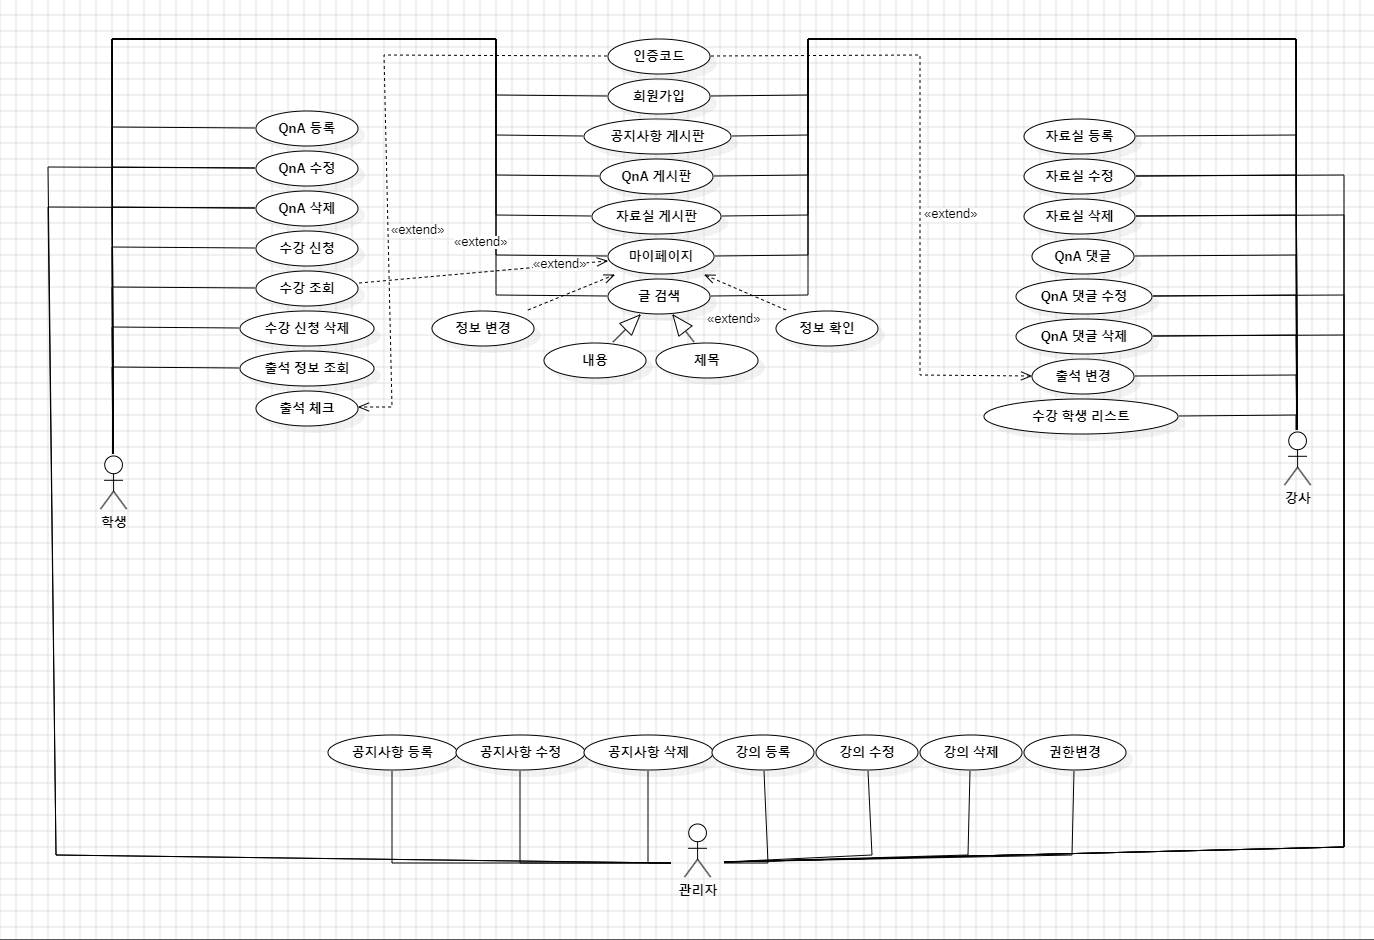 인증코드
회원가입
공지사항 게시판
QnA 게시판
자료실 게시판
마이페이지
글 검색
정보 변경
정보 확인
내용
제목
«extend»
«extend»
«extend»
«extend»
«extend»
QnA 등록
QnA 수정
QnA 삭제
수강 신청
수강 조회
수강 신청 삭제
출석 정보 조회
출석 체크
학생
자료실 등록
자료실 수정
자료실 삭제
QnA 댓글
QnA 댓글 수정
QnA 댓글 삭제
출석 변경
수강 학생 리스트
강사
공지사항 등록
공지사항 수정
공지사항 삭제
강의 등록
강의 수정
강의 삭제
권한변경
관리자